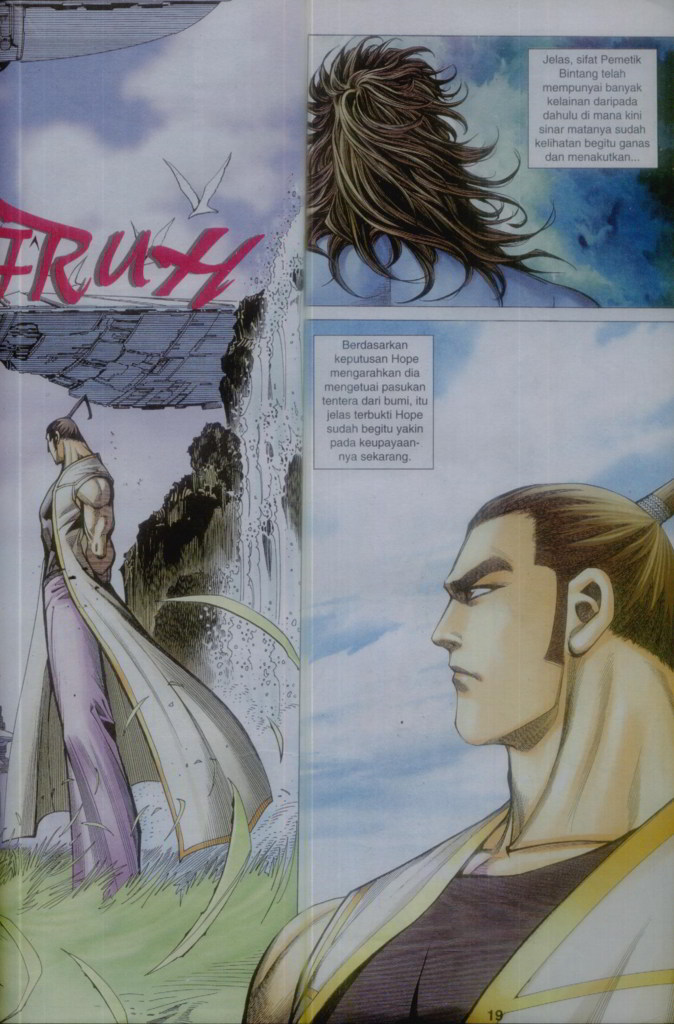 Jelas, sifat Pemetik
Bintang telah
mempunyai banyak
kelainan daripada
dahulu di mana kini
sinar matanya sudah
kelihatan begitu ganas
dan menakutkan...
Berdasarkan
keputusan Hope
mengarahkan dia
mengetuai pasukan
tentera dari bumi, itu
jelas terbukti Hope
sudah begitu yakin
pada keupayaan-
nya sekarang.
19